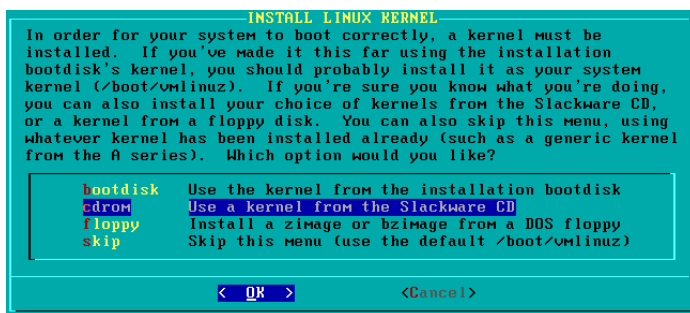 INSTALL LINUX KERNEL
In order for your system to boot correctly, a kernel must be
installed.  If you've made it this far using the installation
bootdisk's kernel, you should probably install it as your system
kernel (/boot/vmlinuz).  If you're sure you know what you're doing,
you can also install your choice of kernels from the Slackware CD,
or a kernel from a floppy disk.  You can also skip this menu, using
whatever kernel has been installed already (such as a generic kernel
from the A series).  Which option would you like?
bootdisk  Use the kernel from the installation bootdisk
cdrom     Use a kernel from the Slackware CD
floppy    Install a zimage or bzimage from a DOS floppy
skip      Skip this menu (use the default /boot/vmlinuz)
<  OK  >  <Cancel>